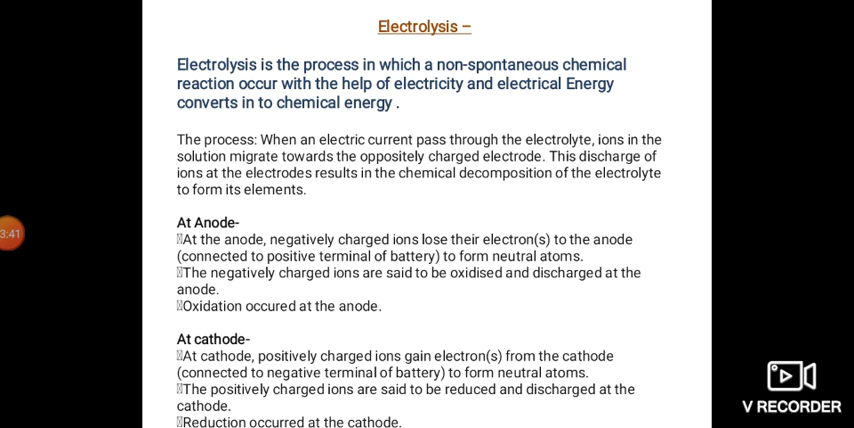 Electrolysis –
Electrolysis is the process in which a non-spontaneous chemical
reaction occur with the help of electricity and electrical Energy
converts in to chemical energy .
The process: When an electric current pass through the electrolyte, ions in the
solution migrate towards the oppositely charged electrode. This discharge of
ions at the electrodes results in the chemical decomposition of the electrolyte
to form its elements.
At Anode-
At the anode, negatively charged ions lose their electron(s) to the anode
(connected to positive terminal of battery) to form neutral atoms.
The negatively charged ions are said to be oxidised and discharged at the
anode.
Oxidation occured at the anode.
At cathode-
At cathode, positively charged ions gain electron(s) from the cathode
(connected to negative terminal of battery) to form neutral atoms.
The positively charged ions are said to be reduced and discharged at the
cathode.
Reduction occurred at the cathode.
3:41
V RECORDER